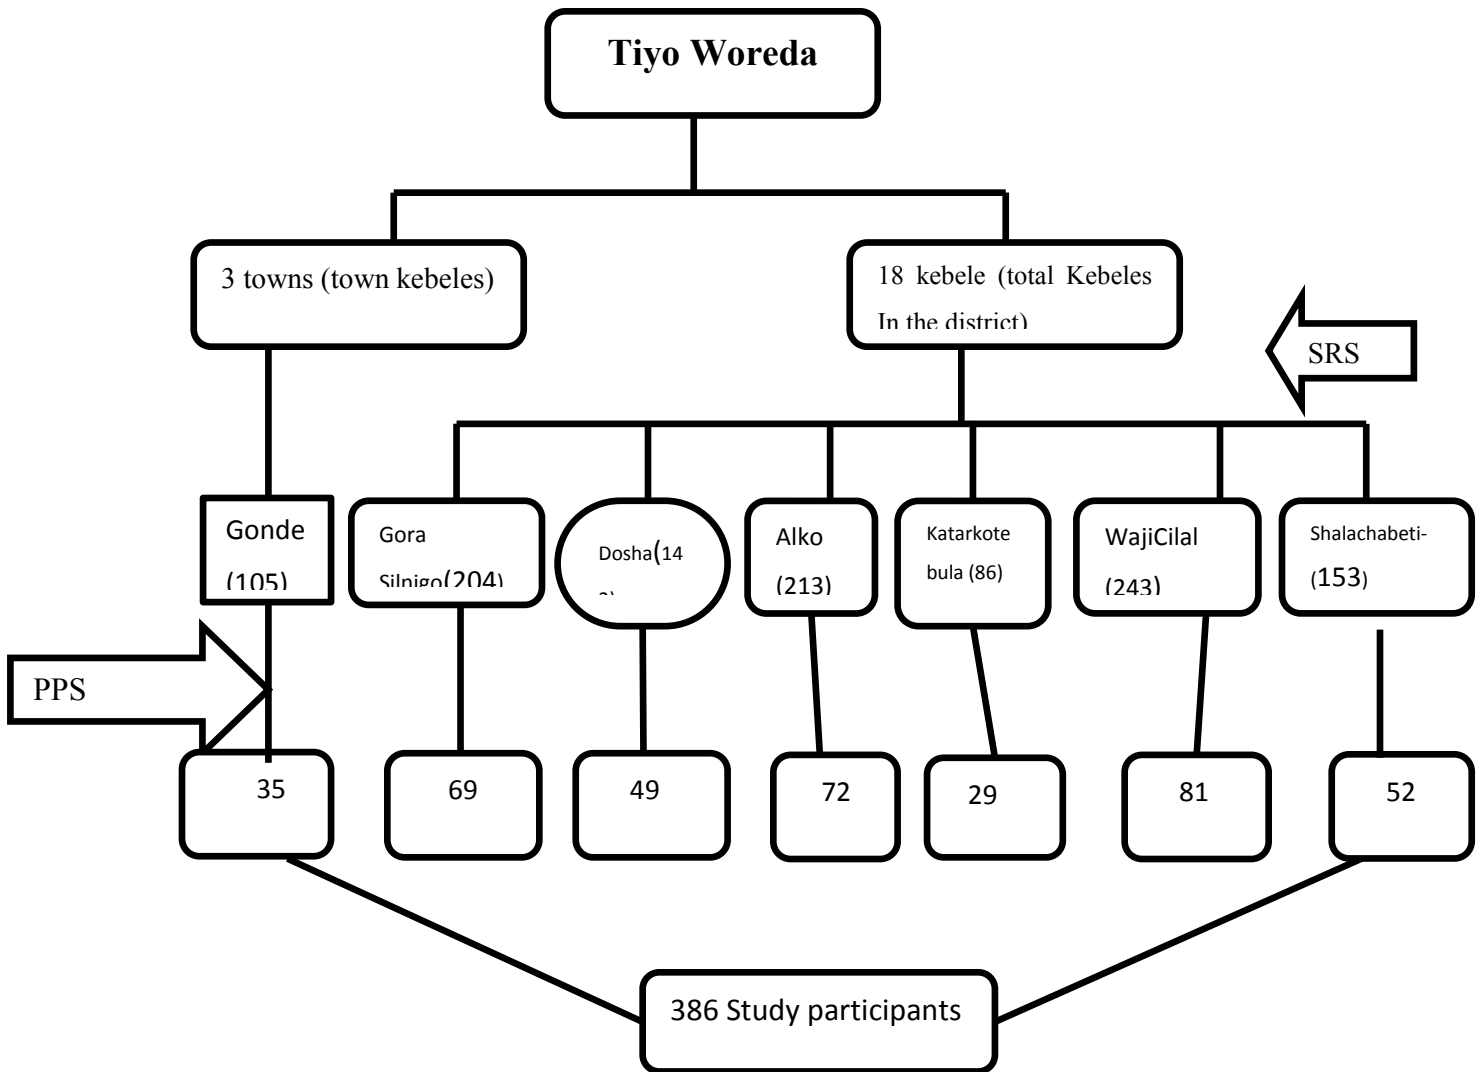 Tiyo Woreda
3 towns (town kebeles)
18 kebele (total Kebeles
In the district)
SRS
Gonde
(105)
Gora
Silnigo(204)
Dosha(14
Alko
(213)
Katarkote
bula (86)
WajiCilal
(243)
Shalachabeti-
(153)
PPS
35
69
49
72
29
81
52
386 Study participants